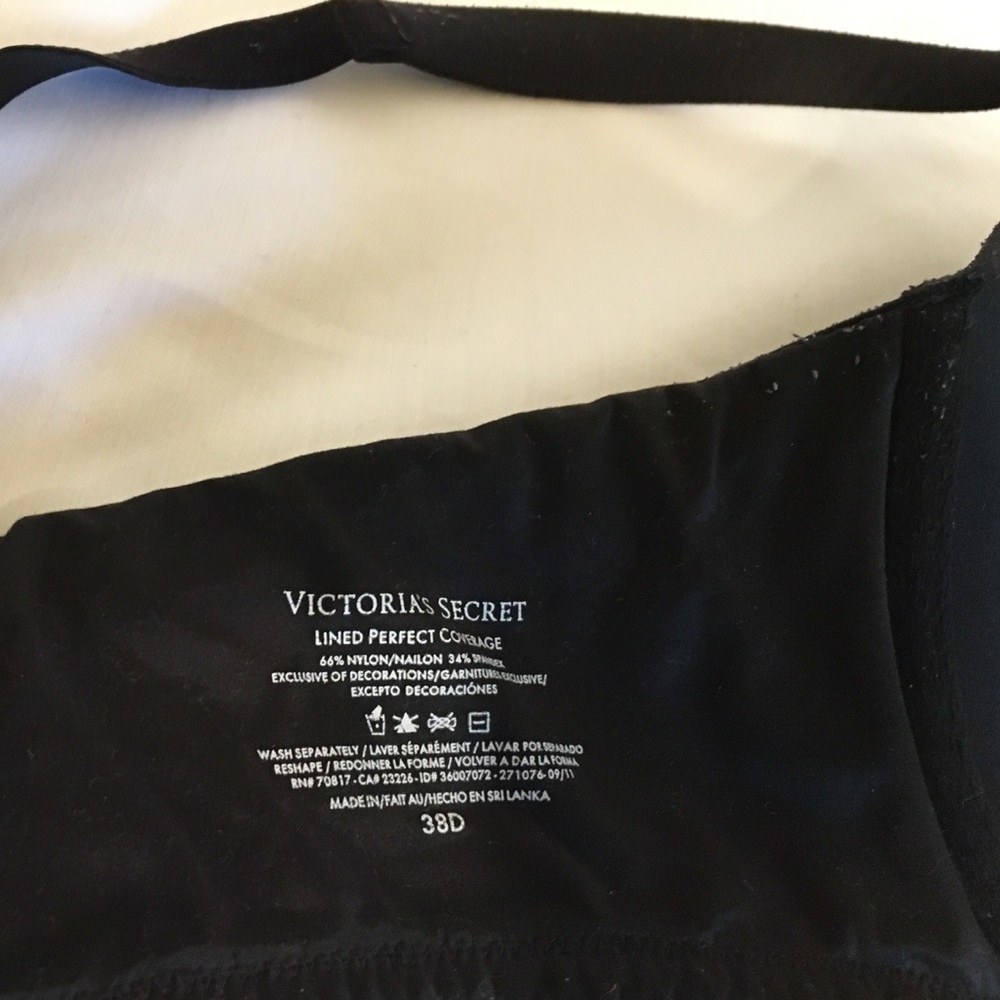 VICTORIA'S SECRET
LINED PERFECT COVERAGE
66% NYLON/NAILON 34% SPANDEX
EXCLUSIVE OF DECORATIONS/GARNITURE EXCLUSIVE/
EXCEPTO DECORACIÓNES
WASH SEPARATELY / LAVER SÉPARÉMENT / LAVAR POR SEPARADO
RESHAPE / REDONNER LA FORME / VOLVER A DAR LA FORMA
RN# 70817 - CA# 23226 - ID# 36007072 - 271076 - 09/11
MADE IN/FAIT AU/HECHO EN SRI LANKA
38D